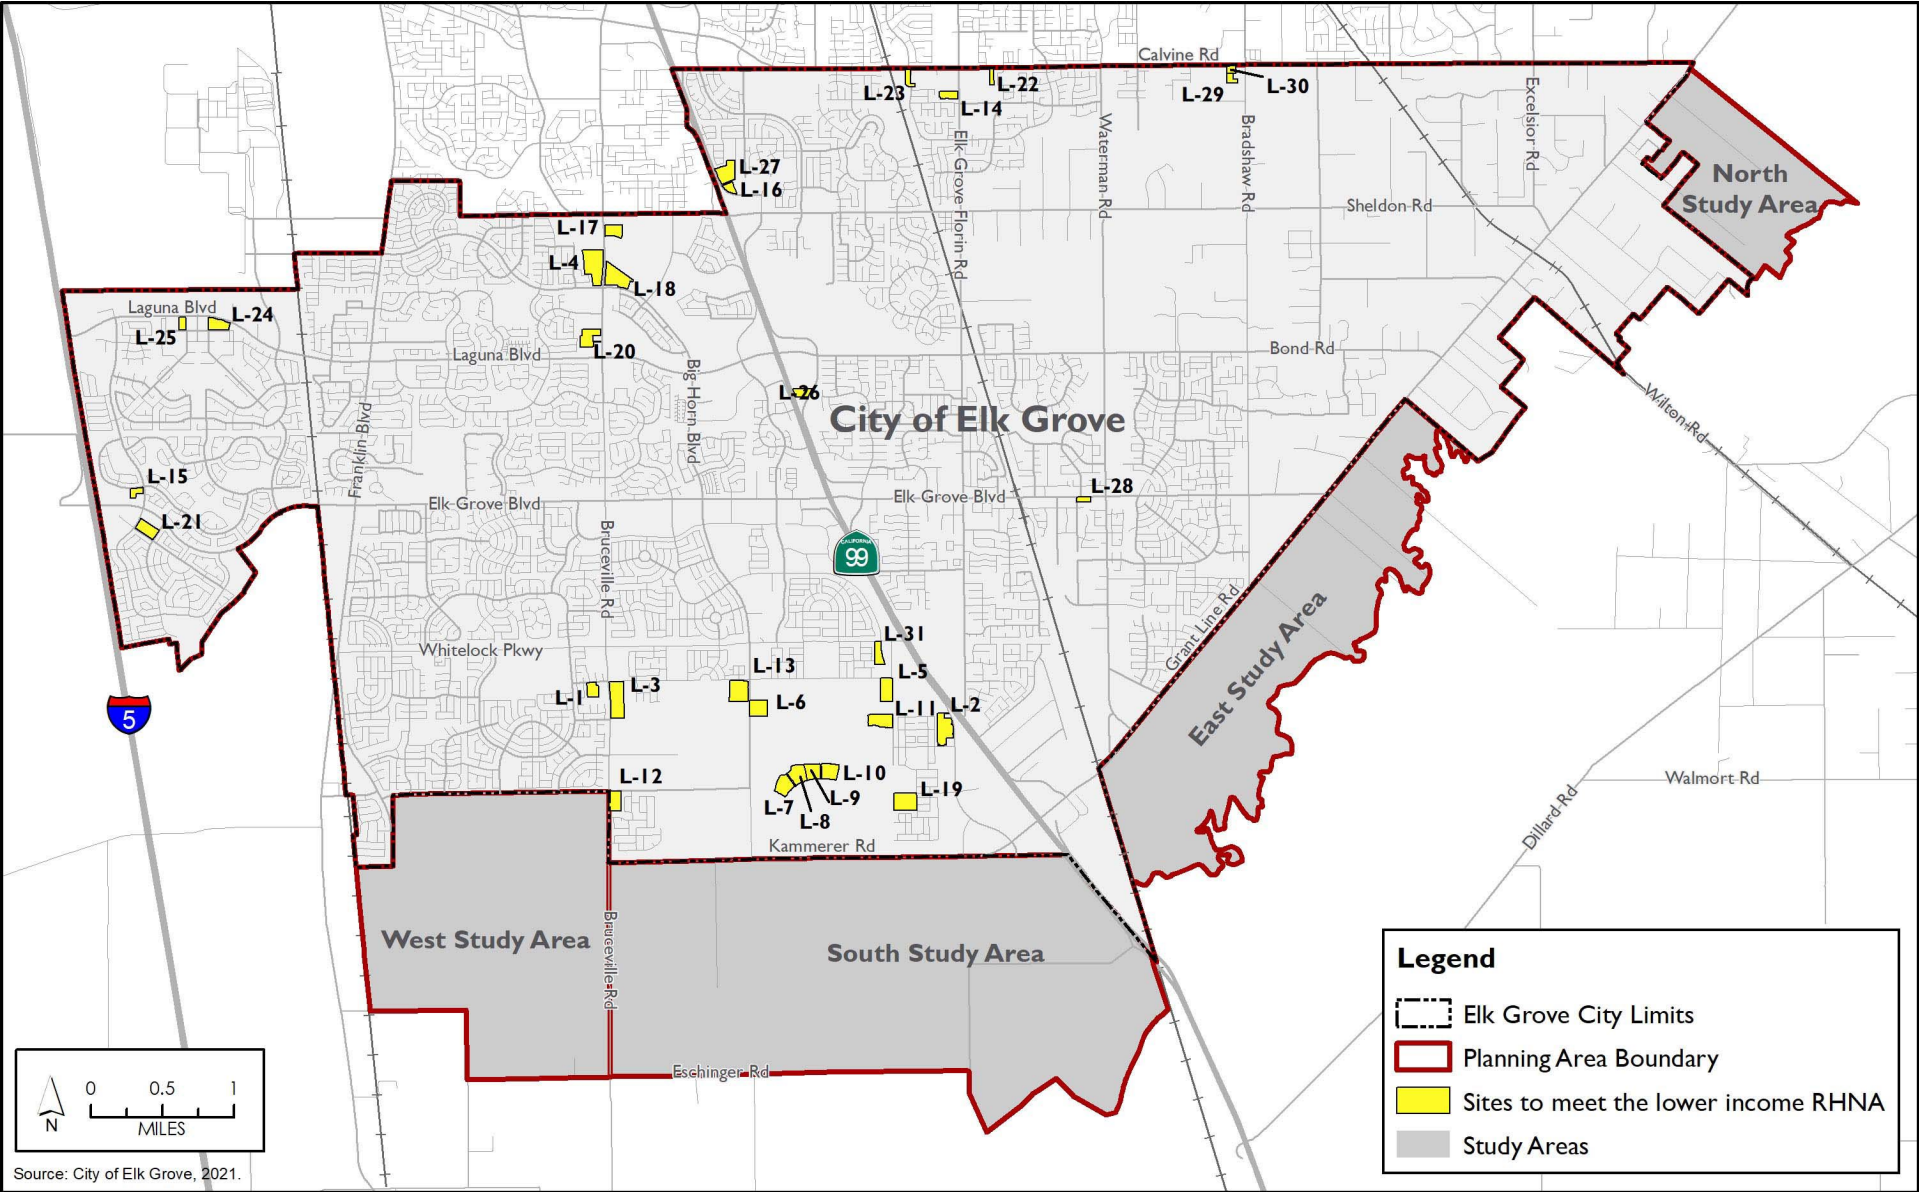 Calvine Rd
L-23
L-22
L-14
L-29
L-30
Excelsior Rd
Elk Grove-Florin Rd
Waterman Rd
Bradshaw Rd
L-27
L-16
North
Study Area
Sheldon Rd
L-17
L-4
L-18
Laguna Blvd
L-24
L-25
L-20
Laguna Blvd
Bond Rd
Big Horn Blvd
L-26
City of Elk Grove
Franklin Blvd
Wilton Rd
L-15
L-21
Elk Grove Blvd
Elk Grove Blvd
L-28
Bruceville Rd
CALIFORNIA
99
Grant Line Rd
East Study Area
Whitelock Pkwy
L-31
L-13
L-5
L-1
L-3
L-6
L-11
L-2
5
L-12
L-10
L-9
L-7
L-8
L-19
Walmort Rd
Dillard Rd
Kammerer Rd
West Study Area
Bruceville Rd
South Study Area
Eschinger Rd
Legend
Elk Grove City Limits
Planning Area Boundary
Sites to meet the lower income RHNA
Study Areas
0 0.5 1
N
MILES
Source: City of Elk Grove, 2021.